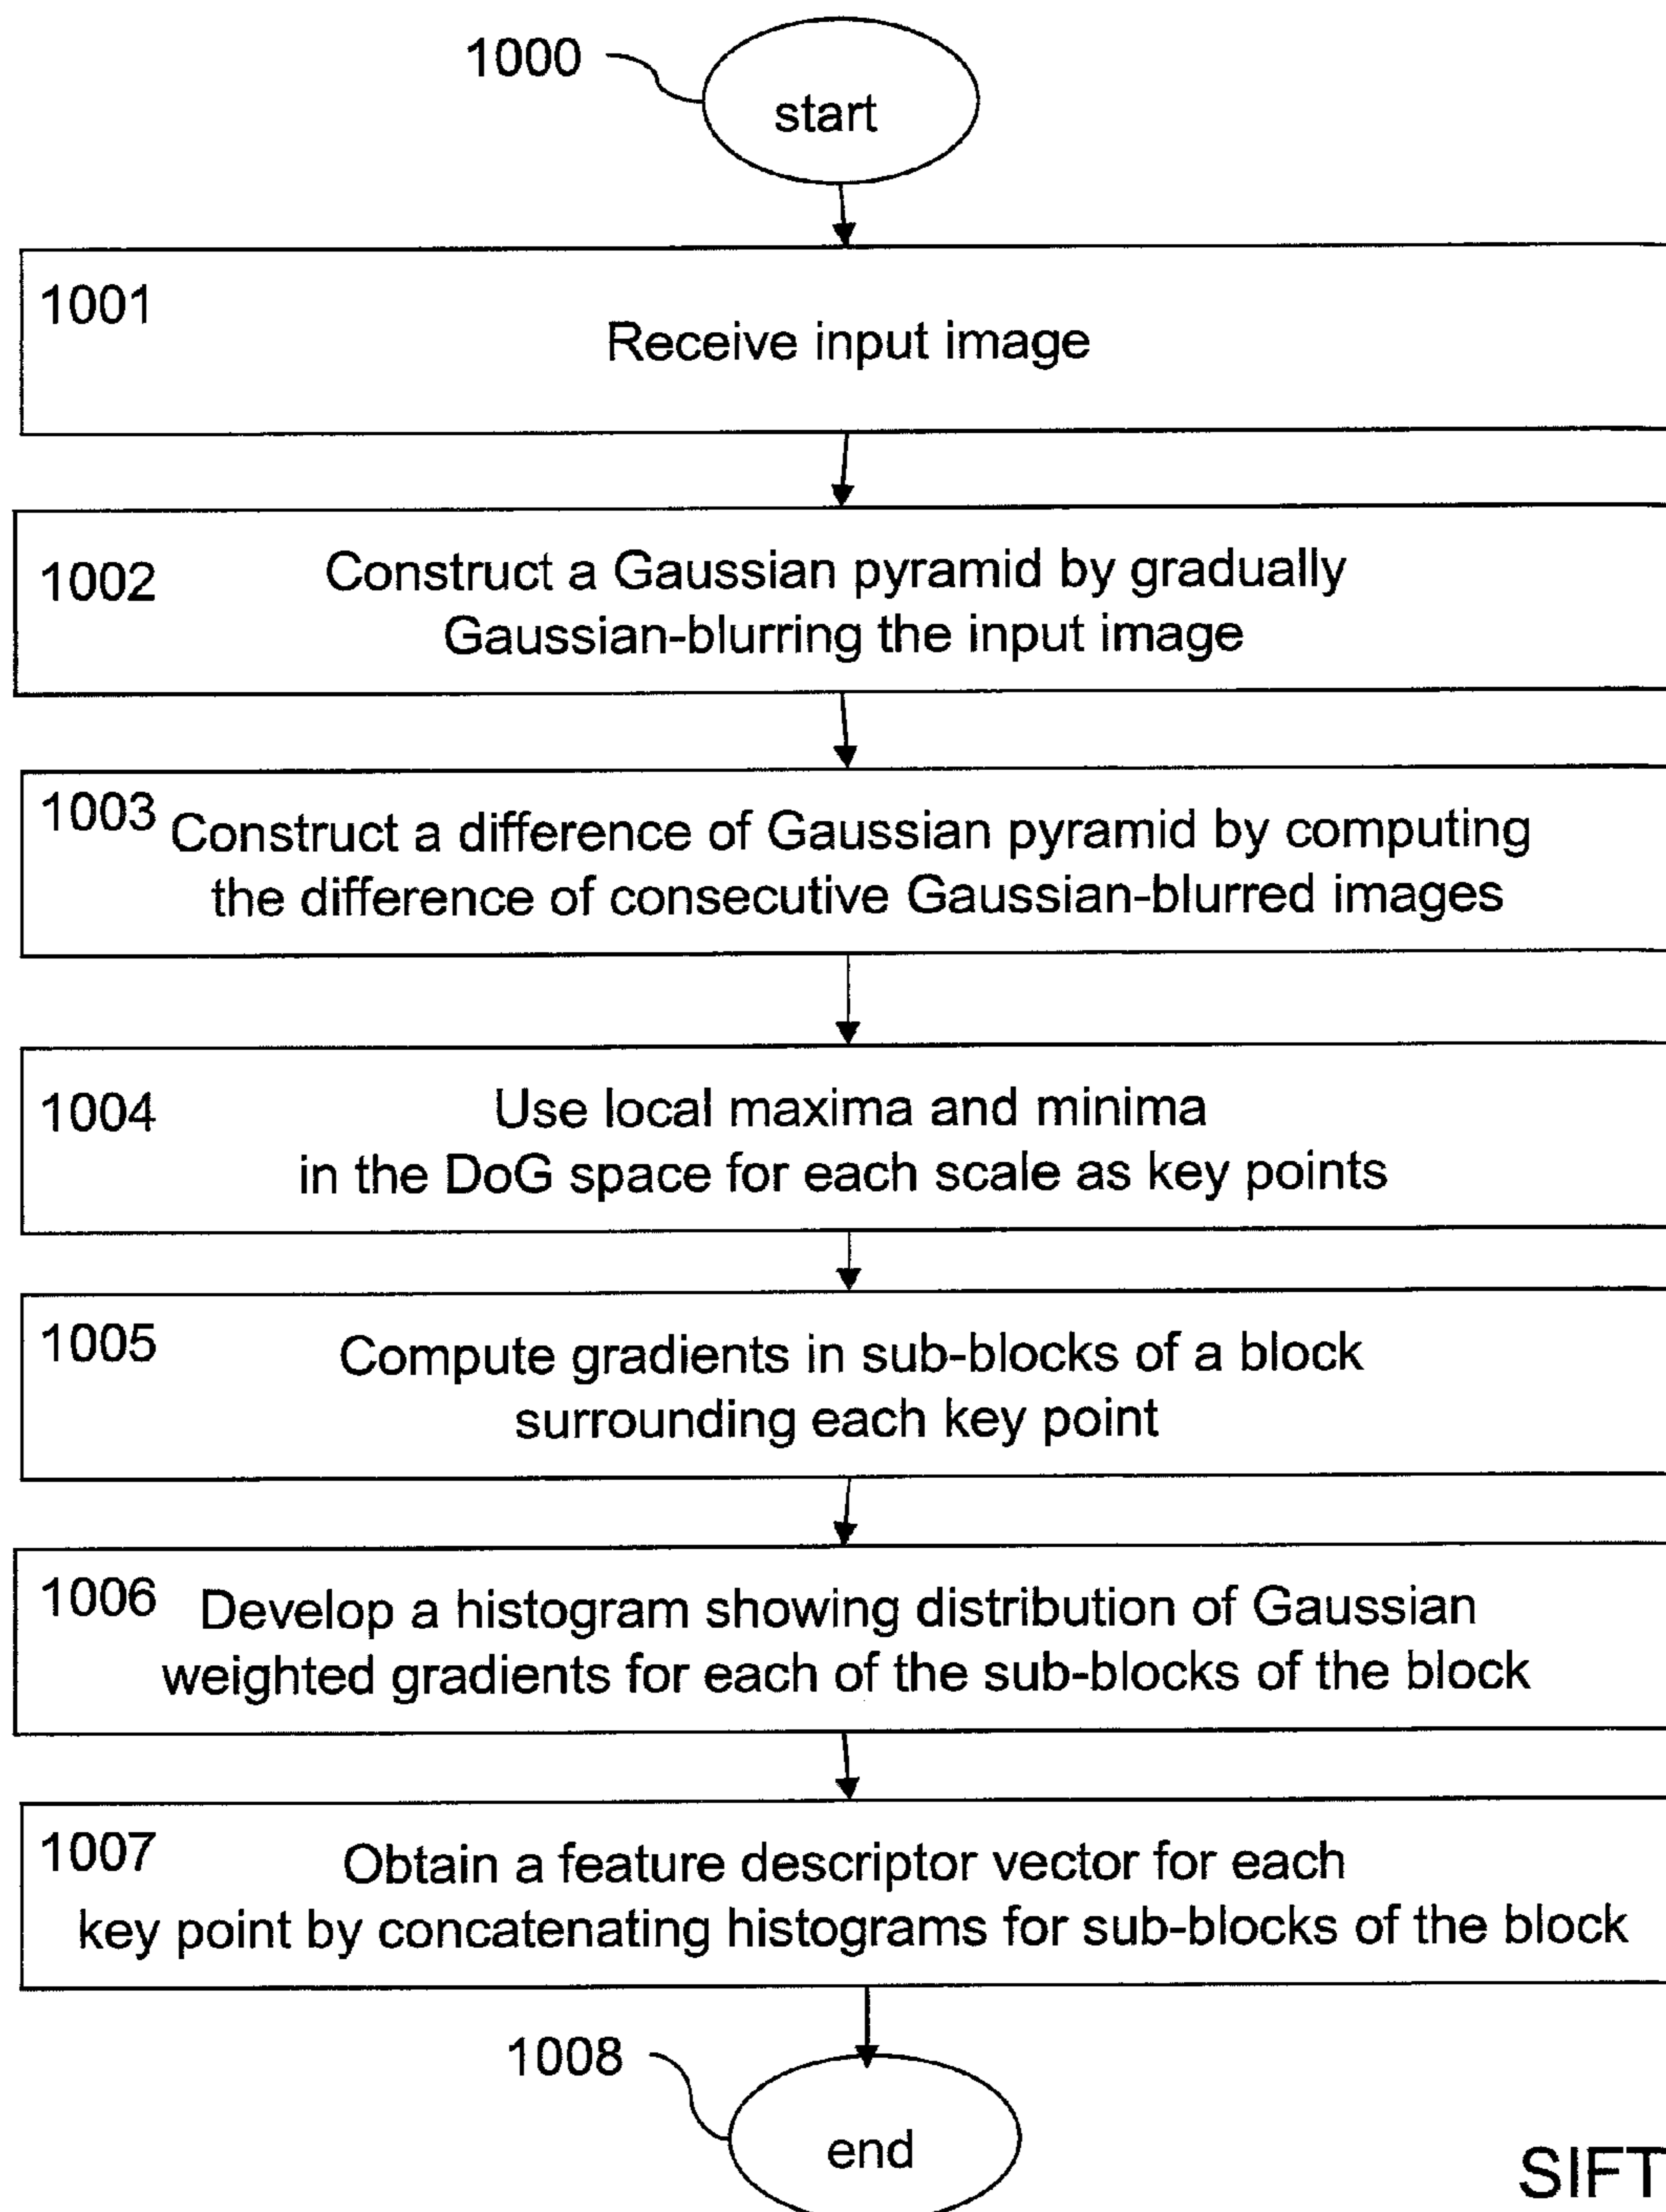 1000
start
1001
Receive input image
1002
Construct a Gaussian pyramid by gradually
Gaussian-blurring the input image
1003
Construct a difference of Gaussian pyramid by computing
the difference of consecutive Gaussian-blurred images
1004
Use local maxima and minima
in the DoG space for each scale as key points
1005
Compute gradients in sub-blocks of a block
surrounding each key point
1006
Develop a histogram showing distribution of Gaussian
weighted gradients for each of the sub-blocks of the block
1007
Obtain a feature descriptor vector for each
key point by concatenating histograms for sub-blocks of the block
1008
end
SIFT